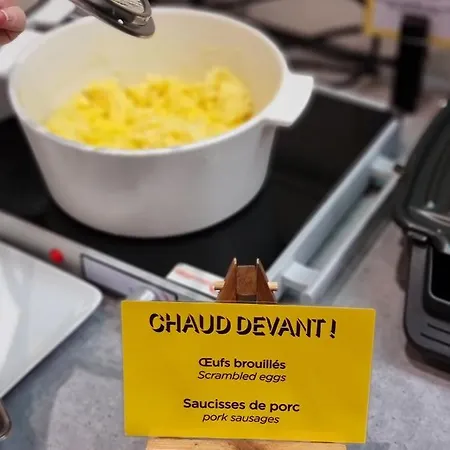 CHAUD DEVANT !
Œufs brouillés
Scrambled eggs
Saucisses de porc
pork sausages